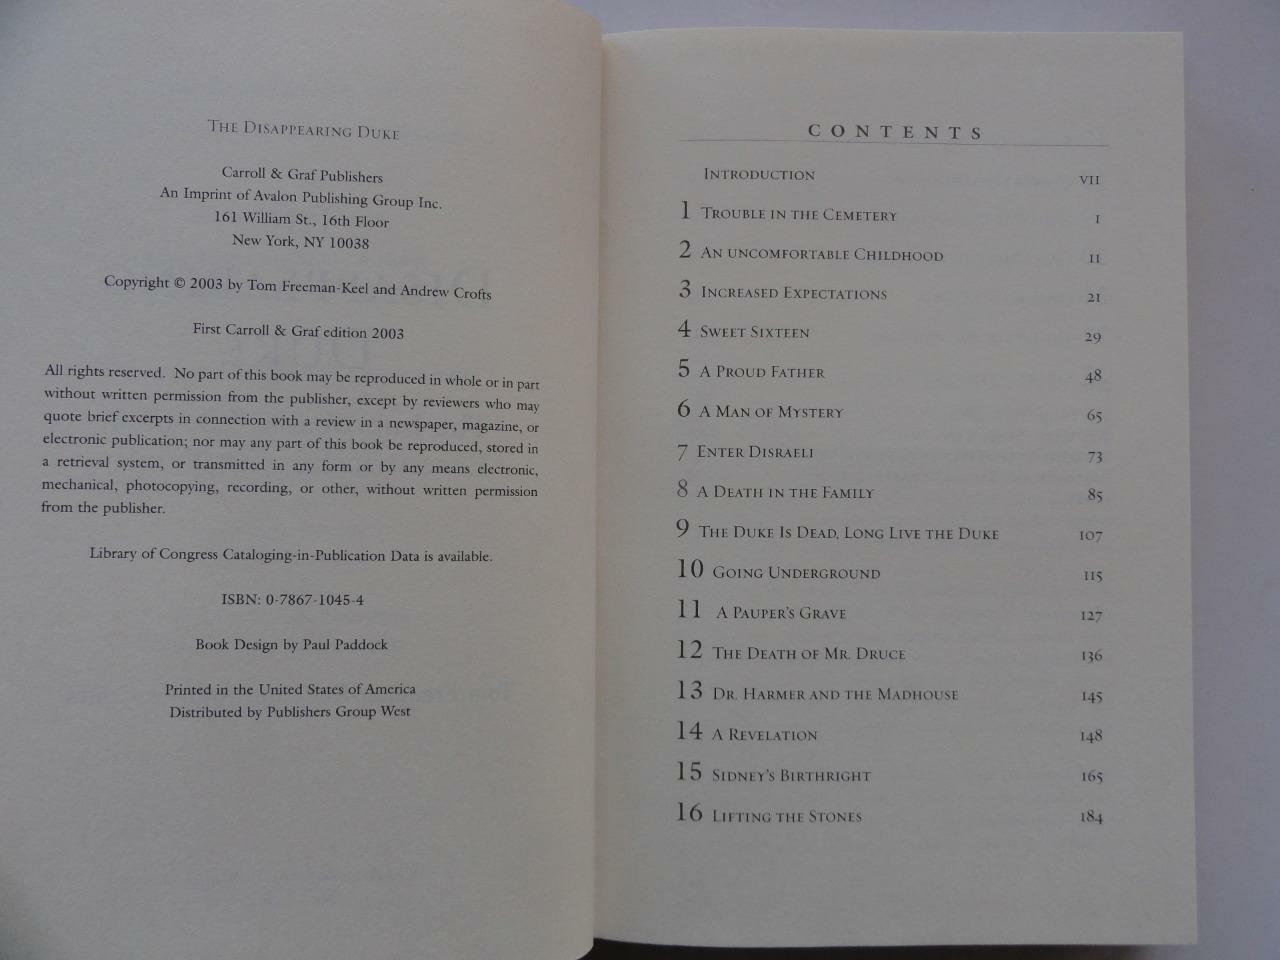 The Disappearing Duke
Carroll & Graf Publishers
An Imprint of Avalon Publishing Group Inc.
161 William St., 16th Floor
New York, NY 10038
Copyright © 2003 by Tom Freeman-Keel and Andrew Crofts
First Carroll & Graf edition 2003
All rights reserved. No part of this book may be reproduced in whole or in part
without written permission from the publisher, except by reviewers who may
quote brief excerpts in connection with a review in a newspaper, magazine, or
electronic publication; nor may any part of this book be reproduced, stored in
a retrieval system, or transmitted in any form or by any means electronic,
mechanical, photocopying, recording, or other, without written permission
from the publisher.
Library of Congress Cataloging-in-Publication Data is available.
ISBN: 0-7867-1045-4
Book Design by Paul Paddock
Printed in the United States of America
Distributed by Publishers Group West
CONTENTS
Introduction VII
1 Trouble in the Cemetery 1
2 An uncomfortable Childhood 11
3 Increased Expectations 21
4 Sweet Sixteen 29
5 A Proud Father 48
6 A Man of Mystery 65
7 Enter Disraeli 73
8 A Death in the Family 85
9 The Duke Is Dead, Long Live the Duke 107
10 Going Underground 115
11 A Pauper's Grave 127
12 The Death of Mr. Druce 136
13 Dr. Harmer and the Madhouse 145
14 A Revelation 148
15 Sidney's Birthright 165
16 Lifting the Stones 184